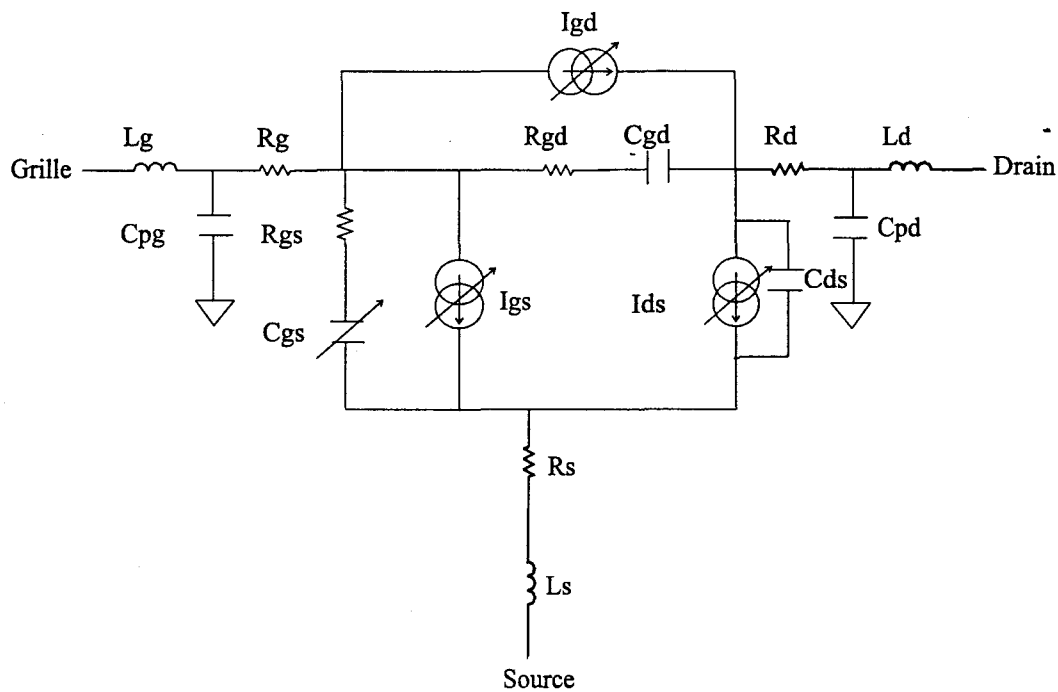 Igd
Lg
Rg
Rgd
Cgd
Rd
Ld
Grille
Drain
Cpg
Rgs
Cpd
Igs
Ids
Cds
Cgs
Rs
Ls
Source